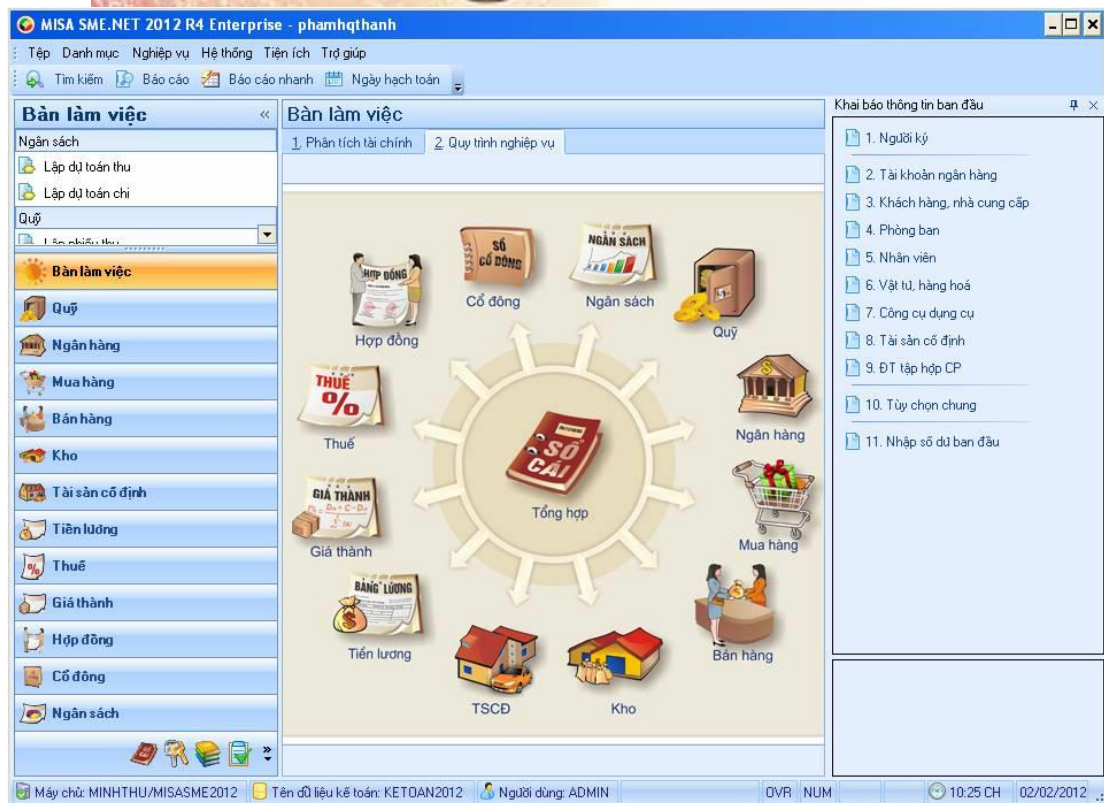 MISA SME.NET 2012 R4 Enterprise - phamhqthanh
Tệp Danh mục Nghiệp vụ Hệ thống Tiện ích Trợ giúp
Tìm kiếm Báo cáo Báo cáo nhanh Ngày hạch toán
Bàn làm việc «
Ngân sách
Lập dự toán thu
Lập dự toán chi
Quỹ
Lập phiếu thu
Bàn làm việc
Quỹ
Ngân hàng
Mua hàng
Bán hàng
Kho
Tài sản cố định
Tiền lương
Thuế
Giá thành
Hợp đồng
Cổ đông
Ngân sách
Bàn làm việc
1. Phân tích tài chính 2. Quy trình nghiệp vụ
HỢP ĐỒNG
Hợp đồng
SỔ
CỔ ĐÔNG
Cổ đông
NGÂN SÁCH
Ngân sách
Quỹ
THUẾ
%
Thuế
Ngân hàng
SỔ
CÁI
Tổng hợp
GIÁ THÀNH
Giá thành
Mua hàng
BẢNG LƯƠNG
Tiền lương
Bán hàng
TSCĐ
Kho
Khai báo thông tin ban đầu
1. Người ký
2. Tài khoản ngân hàng
3. Khách hàng, nhà cung cấp
4. Phòng ban
5. Nhân viên
6. Vật tư, hàng hoá
7. Công cụ dụng cụ
8. Tài sản cố định
9. ĐT tập hợp CP
10. Tùy chọn chung
11. Nhập số dư ban đầu
Máy chủ: MINHTHU/MISASME2012 Tên dữ liệu kế toán: KETOAN2012 Người dùng: ADMIN OVR NUM 10:25 CH 02/02/2012